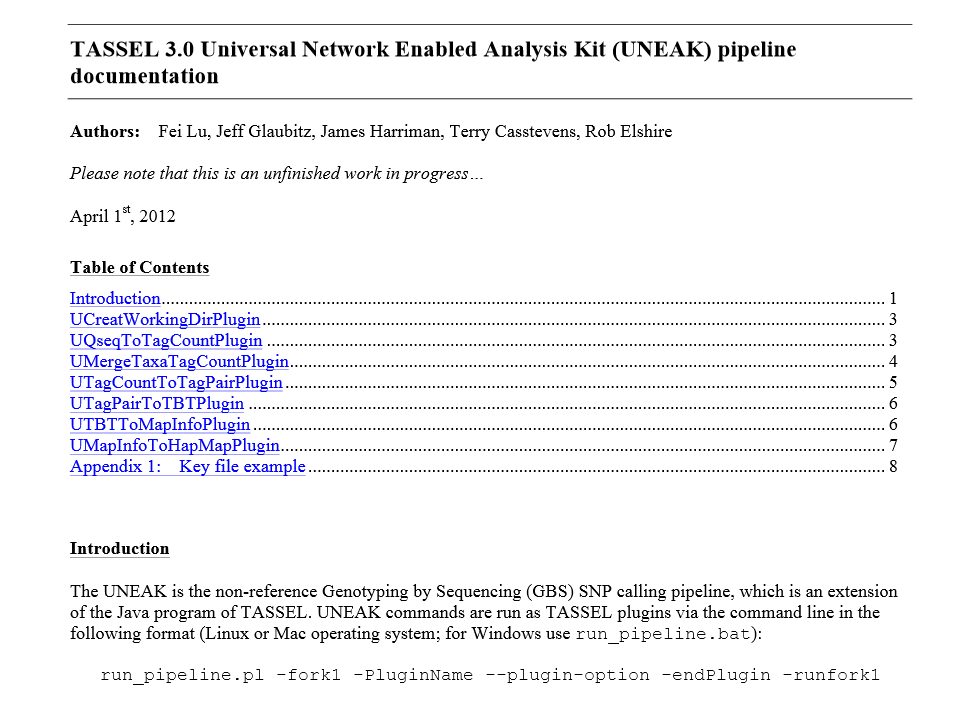 TASSEL 3.0 Universal Network Enabled Analysis Kit (UNEAK) pipeline
documentation
Authors: Fei Lu, Jeff Glaubitz, James Harriman, Terry Casstevens, Rob Elshire
Please note that this is an unfinished work in progress…
April 1st, 2012
Table of Contents
Introduction.......... 1
UCreatWorkingDirPlugin.......... 3
UQseqToTagCountPlugin.......... 3
UMergeTaxaTagCountPlugin.......... 4
UTagCountToTagPairPlugin.......... 5
UTagPairToTBTPlugin.......... 6
UTBTToMapInfoPlugin.......... 6
UMapInfoToHapMapPlugin.......... 7
Appendix 1: Key file example.......... 8
Introduction
The UNEAK is the non-reference Genotyping by Sequencing (GBS) SNP calling pipeline, which is an extension
of the Java program of TASSEL. UNEAK commands are run as TASSEL plugins via the command line in the
following format (Linux or Mac operating system; for Windows use run_pipeline.bat):
run_pipeline.pl -fork1 -PluginName --plugin-option -endPlugin -runfork1